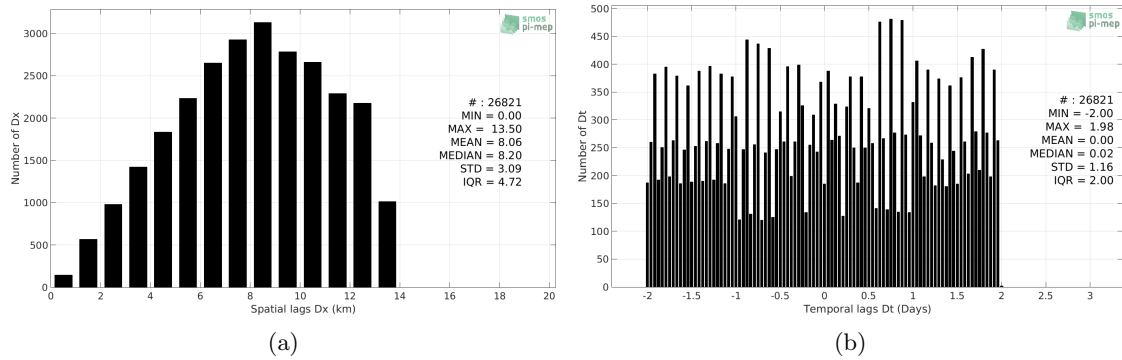 smos
pi-mep
3000
2500
2000
1500
1000
500
0
Number of Dx
# : 26821
MIN = 0.00
MAX = 13.50
MEAN = 8.06
MEDIAN = 8.20
STD = 3.09
IQR = 4.72
0 2 4 6 8 10 12 14 16 18 20
Spatial lags Dx (km)
(a)
smos
pi-mep
500
450
400
350
300
250
200
150
100
50
0
Number of Dt
# : 26821
MIN = -2.00
MAX = 1.98
MEAN = 0.00
MEDIAN = 0.02
STD = 1.16
IQR = 2.00
-2 -1.5 -1 -0.5 0 0.5 1 1.5 2 2.5 3
Temporal lags Dt (Days)
(b)